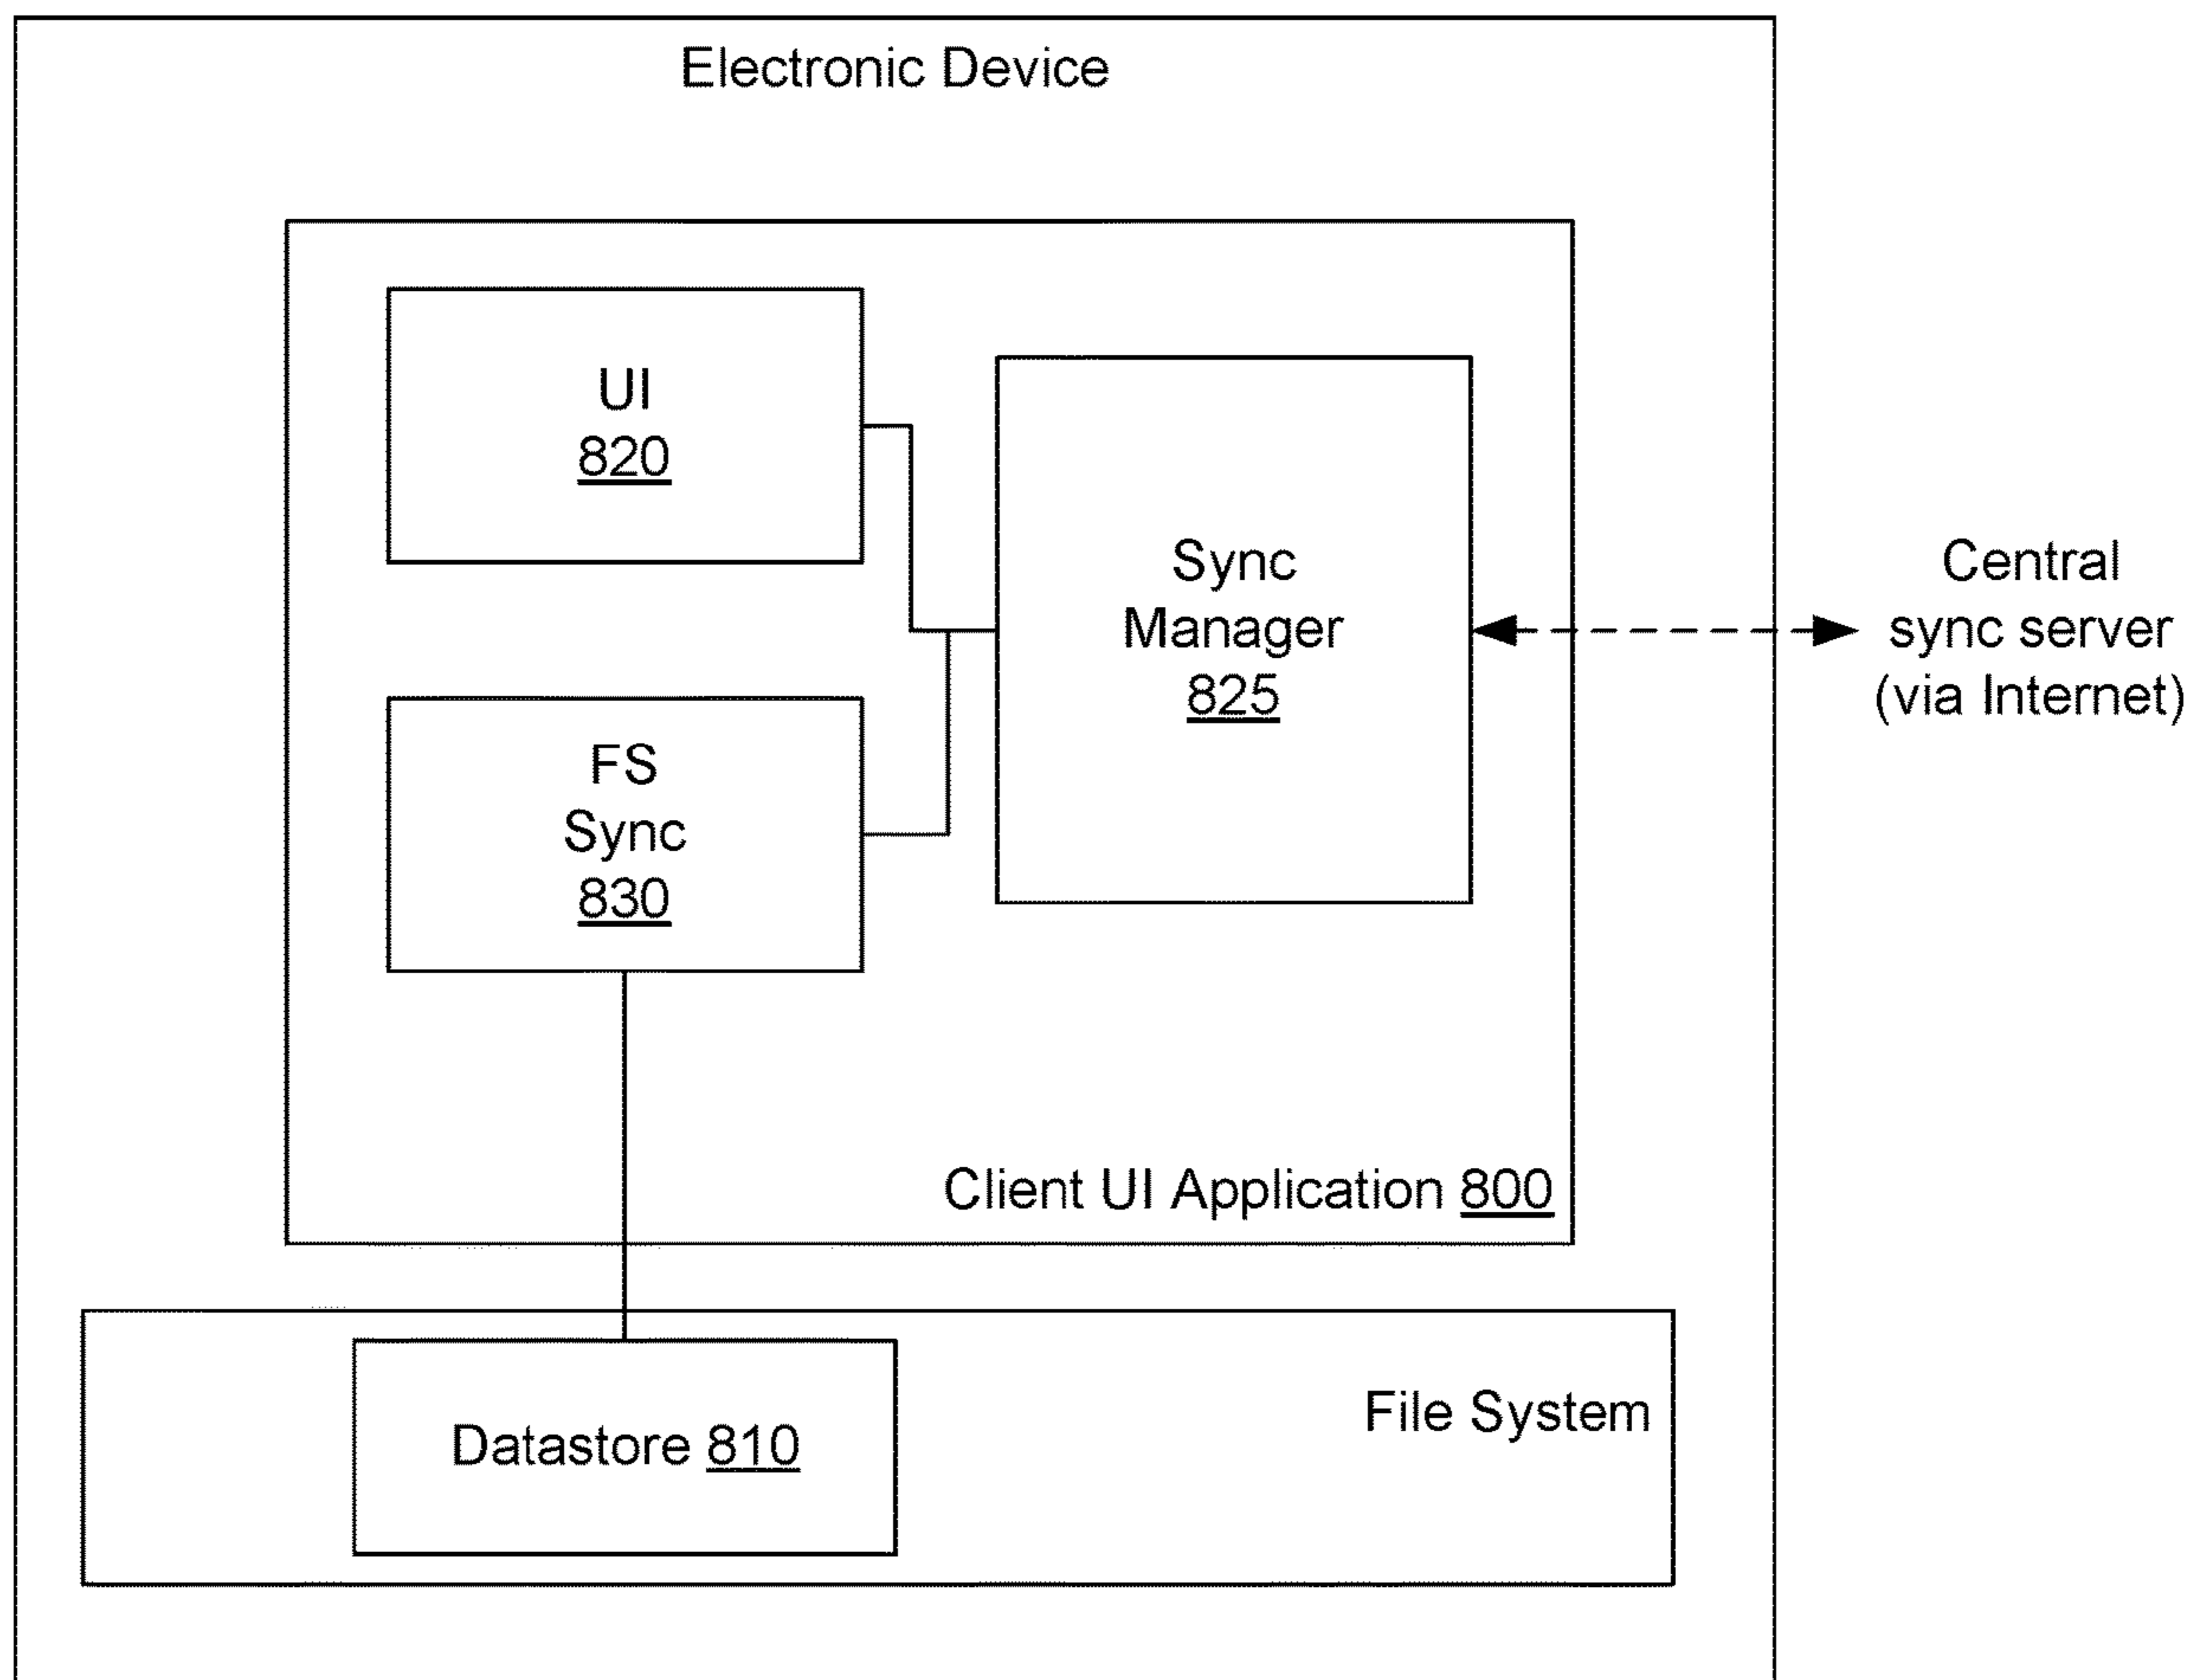 Electronic Device
UI
820
Sync
Manager
825
Central
sync server
(via Internet)
FS
Sync
830
Client UI Application 800
File System
Datastore 810